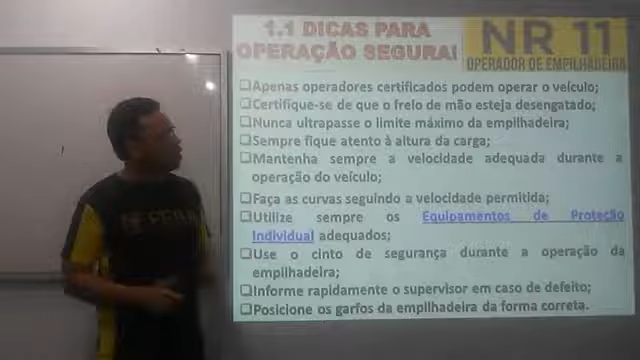 1.1 DICAS PARA
OPERAÇÃO SEGURA!
NR 11
OPERADOR DE EMPILHADEIRA
❑Apenas operadores certificados podem operar o veículo;
❑Certifique-se de que o freio de mão esteja desengatado;
❑Nunca ultrapasse o limite máximo da empilhadeira;
❑Sempre fique atento à altura da carga;
❑Mantenha sempre a velocidade adequada durante a
operação do veículo;
❑Faça as curvas seguindo a velocidade permitida;
❑Utilize sempre os Equipamentos de Proteção
Individual adequados;
❑Use o cinto de segurança durante a operação da
empilhadeira;
❑Informe rapidamente o supervisor em caso de defeito;
❑Posicione os garfos da empilhadeira da forma correta.